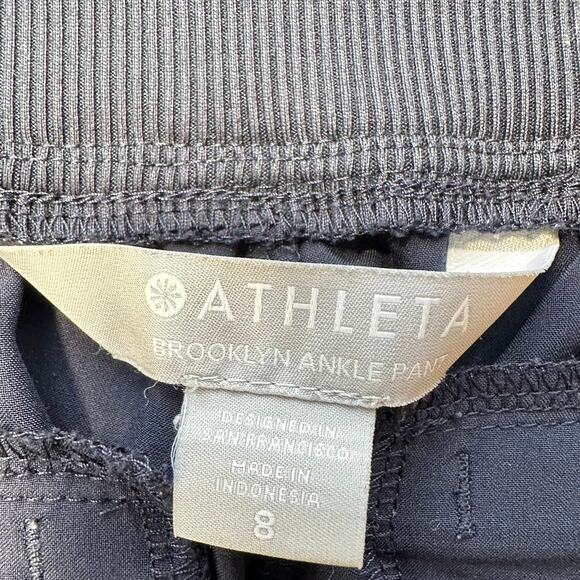 ATHLETA
BROOKLYN ANKLE PANT
DESIGNED IN
SAN FRANCISCO
MADE IN
INDONESIA
8